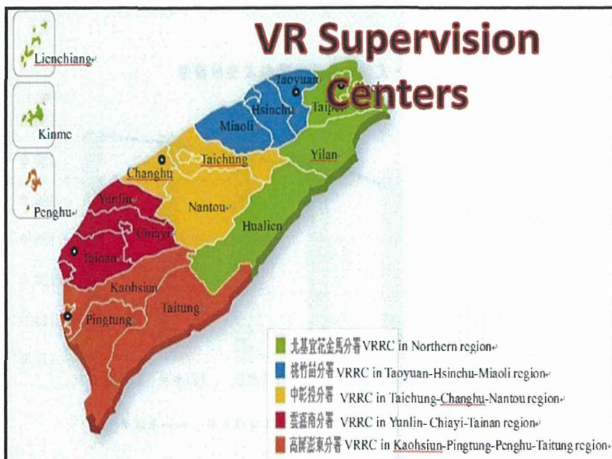 VR Supervision
Centers
Lienchiang
Kinmc
Penghu
Taoyuan
Hsinchu
Taipei
Miaoli
Yilan
Taichung
Changhu
Nantou
Yunlin
Hualien
Chiayi
Tainan
Kaohsiun
Taitung
Pingtung
北基宜花金馬分署 VRRC in Northern region
桃竹苗分署 VRRC in Taoyuan-Hsinchu-Miaoli region
中彰投分署 VRRC in Taichung-Changhu-Nantou region
雲嘉南分署 VRRC in Yunlin- Chiayi-Tainan region
高屏澎東分署 VRRC in Kaohsiun-Pingtung-Penghu-Taitung region